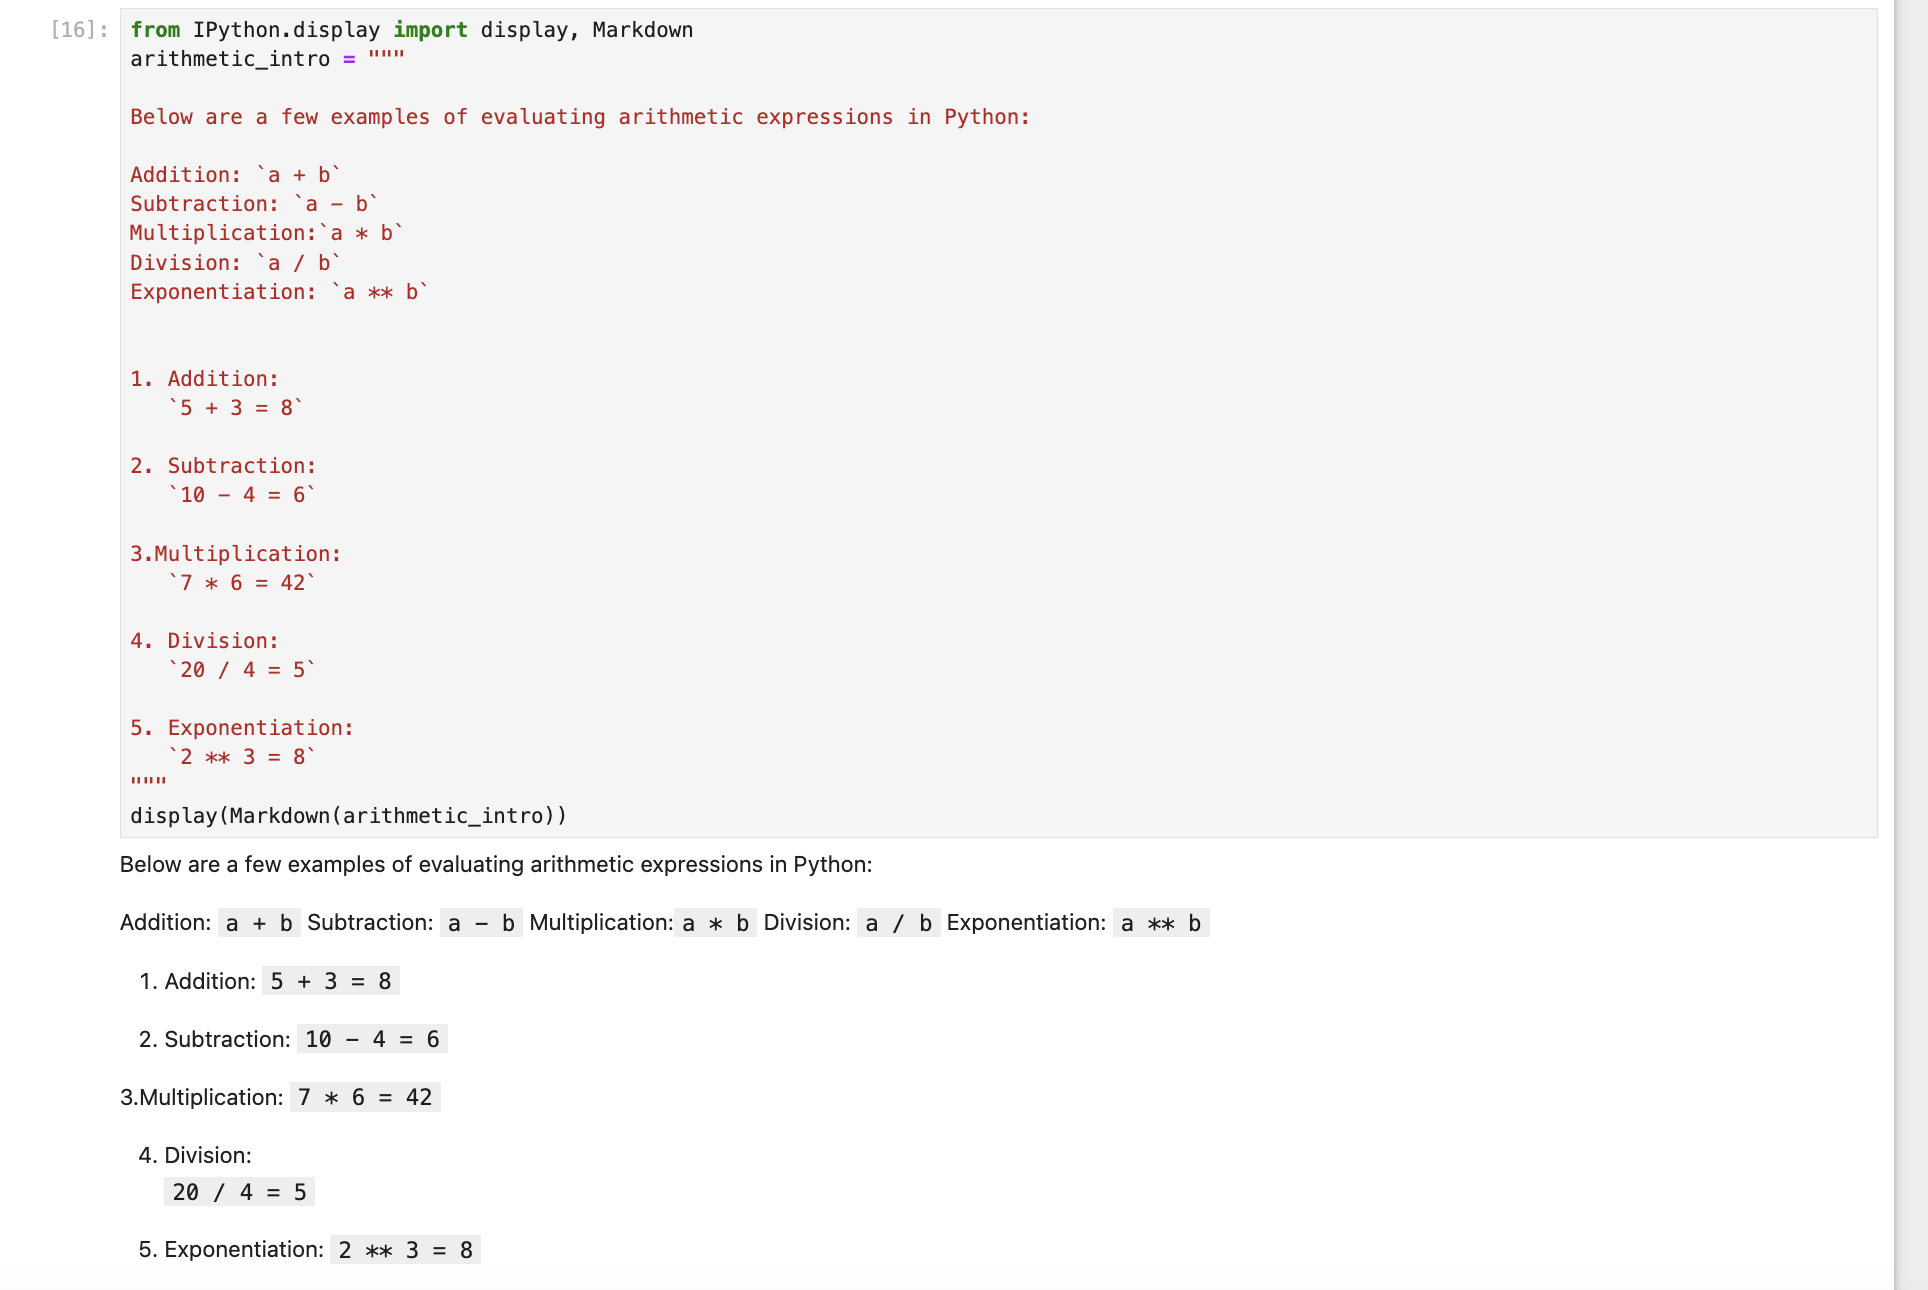 [16]:
from IPython.display import display, Markdown
arithmetic_intro = """
Below are a few examples of evaluating arithmetic expressions in Python:
Addition: `a + b`
Subtraction: `a - b`
Multiplication:`a * b`
Division: `a / b`
Exponentiation: `a ** b`
1. Addition:
   `5 + 3 = 8`
2. Subtraction:
   `10 - 4 = 6`
3.Multiplication:
   `7 * 6 = 42`
4. Division:
   `20 / 4 = 5`
5. Exponentiation:
   `2 ** 3 = 8`
"""
display(Markdown(arithmetic_intro))
Below are a few examples of evaluating arithmetic expressions in Python:
Addition: a + b Subtraction: a - b Multiplication: a * b Division: a / b Exponentiation: a ** b
1. Addition: 5 + 3 = 8
2. Subtraction: 10 - 4 = 6
3.Multiplication: 7 * 6 = 42
4. Division:
20 / 4 = 5
5. Exponentiation: 2 ** 3 = 8